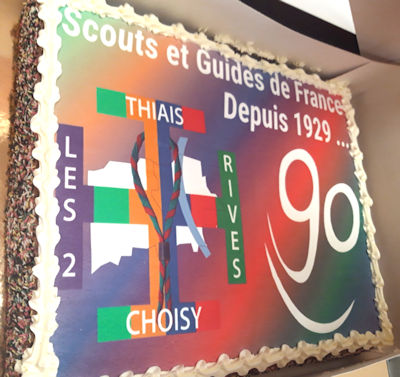 Scouts et Guides de France
Depuis 1929 ...
THIAIS
LES 2
RIVES
90
CHOISY